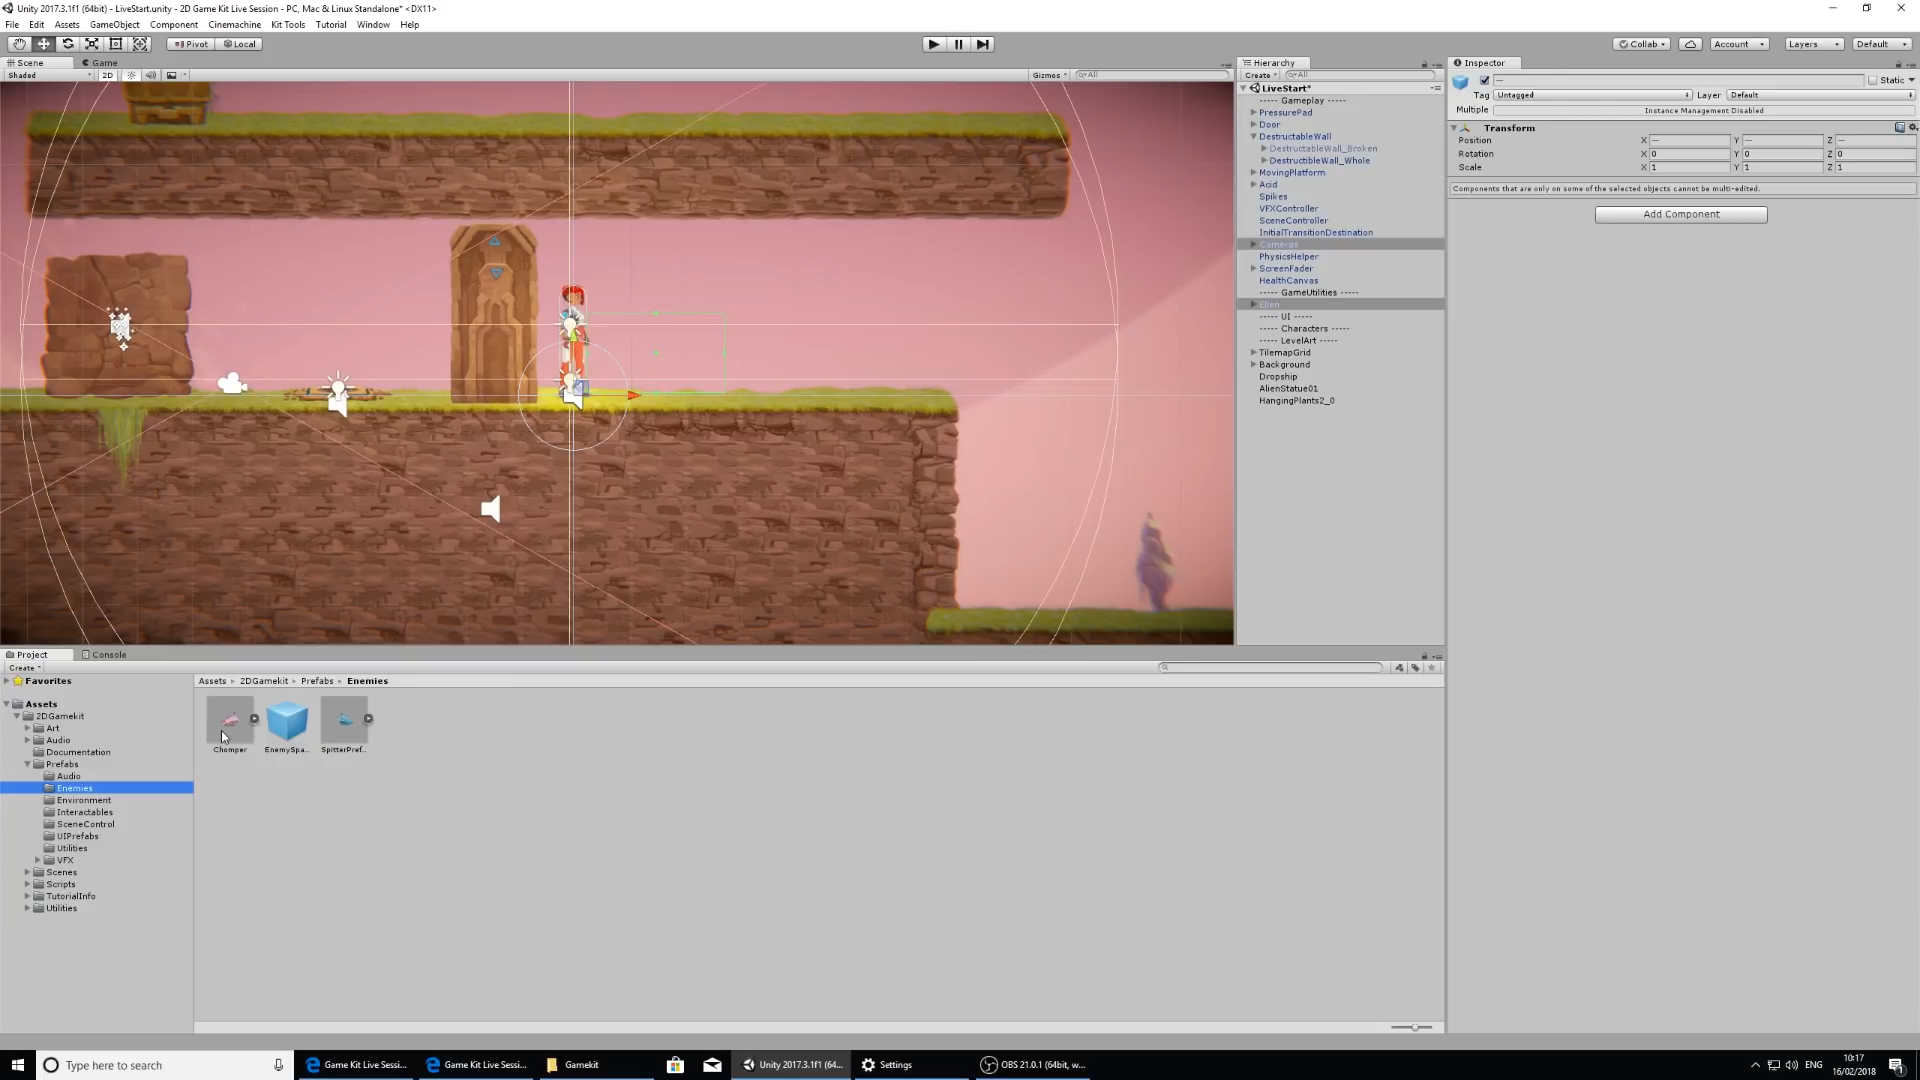 Unity 2017.3.1f1 (64bit) - LiveStart.unity - 2D Game Kit Live Session - PC, Mac & Linux Standalone* <DX11>
File Edit Assets GameObject Component Cinemachine Kit Tools Tutorial Window Help
Pivot Local Collab Account Layers Default
Scene Game
Shaded 2D Gizmos All
Hierarchy
Create All
LiveStart*
----- Gameplay -----
PressurePad
Door
DestructableWall
DestructableWall_Broken
DestructibleWall_Whole
MovingPlatform
Acid
Spikes
VFXController
SceneController
InitialTransitionDestination
Cameras
PhysicsHelper
ScreenFader
HealthCanvas
----- GameUtilities -----
Ellen
----- UI -----
----- Characters -----
----- LevelArt -----
TilemapGrid
Background
Dropship
AlienStatue01
HangingPlants2_0
Inspector
— Static
Tag Untagged Layer Default
Multiple Instance Management Disabled
Transform
Position X — Y — Z —
Rotation X 0 Y 0 Z 0
Scale X 1 Y 1 Z 1
Components that are only on some of the selected objects cannot be multi-edited.
Add Component
Project Console
Create
Favorites
Assets
2DGamekit
Art
Audio
Documentation
Prefabs
Audio
Enemies
Environment
Interactables
SceneControl
UIPrefabs
Utilities
VFX
Scenes
Scripts
TutorialInfo
Utilities
Assets 2DGamekit Prefabs Enemies
Chomper EnemySpa... SpitterPref...
Type here to search Game Kit Live Sessi... Game Kit Live Sessi... Gamekit Unity 2017.3.1f1 (64... Settings OBS 21.0.1 (64bit, w... ENG
10:17
16/02/2018